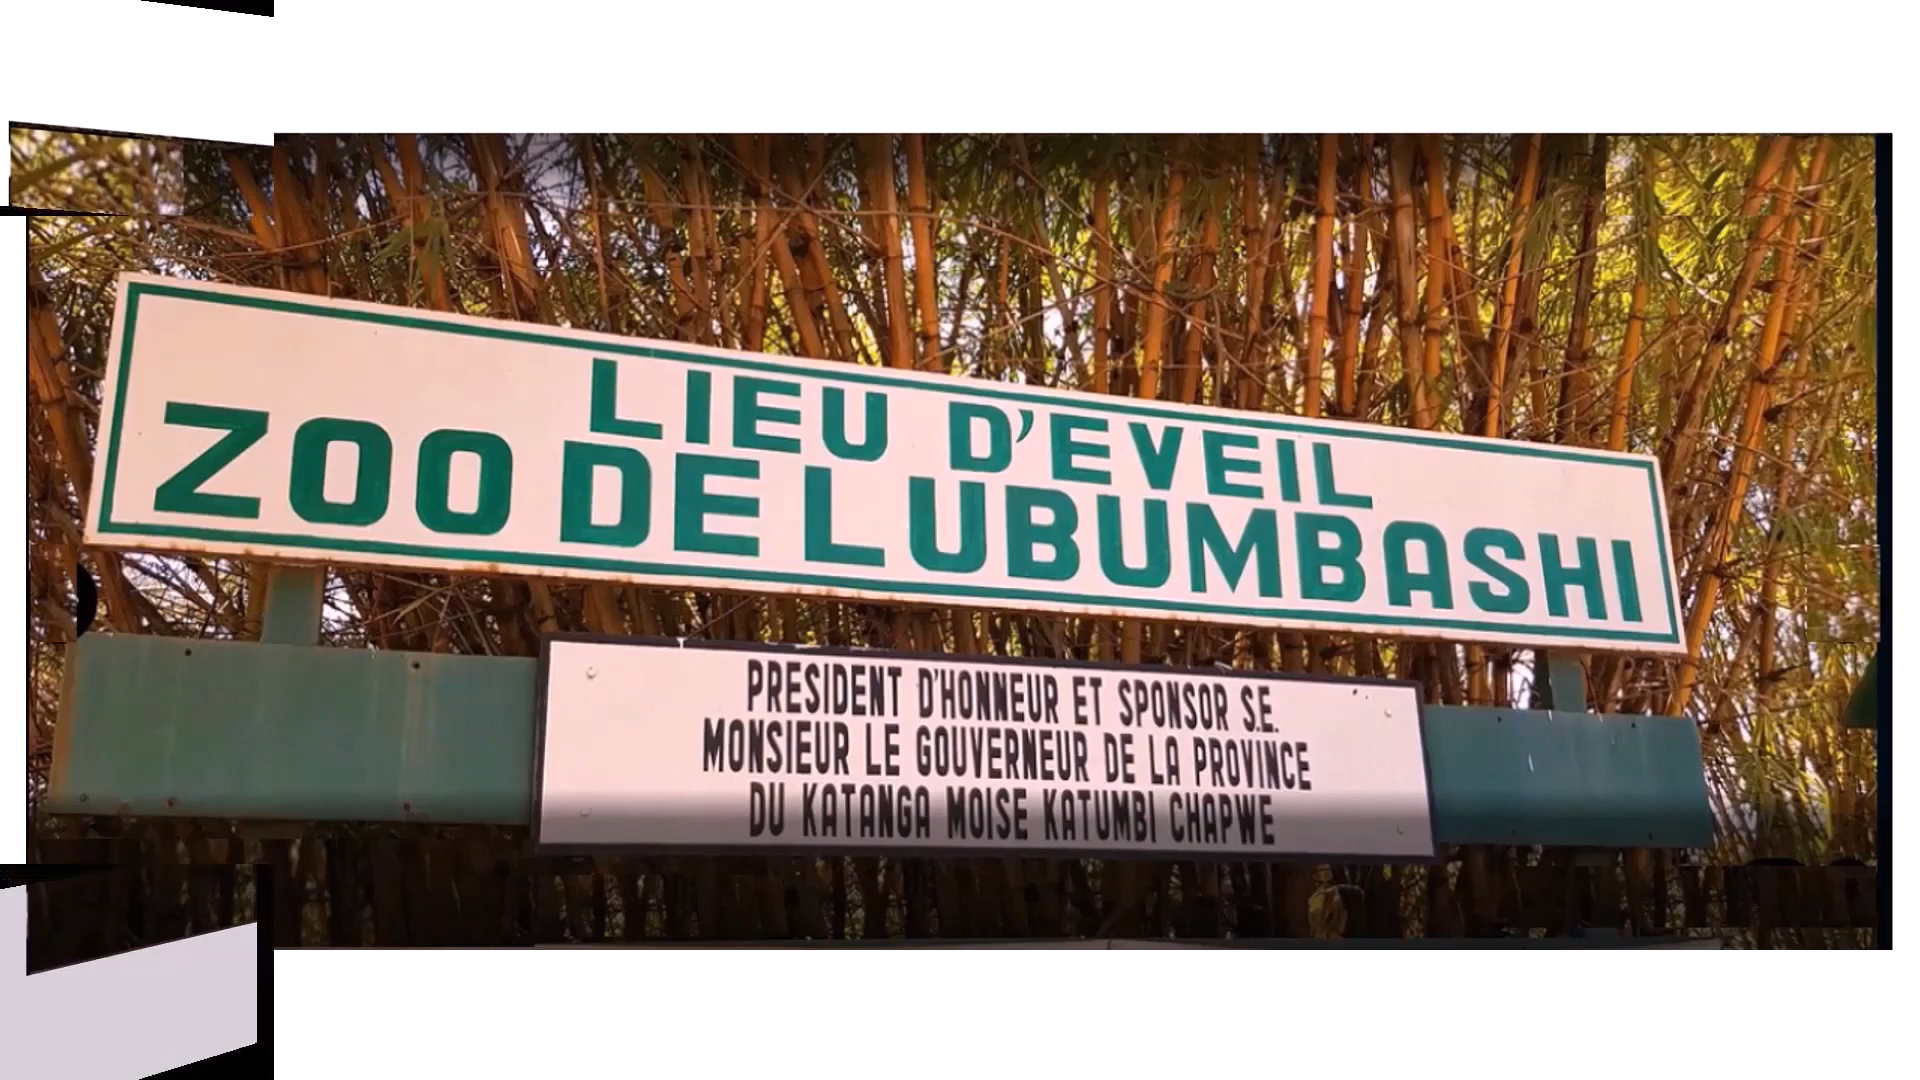 LIEU D'EVEIL
ZOO DE LUBUMBASHI
PRESIDENT D'HONNEUR ET SPONSOR S.E.
MONSIEUR LE GOUVERNEUR DE LA PROVINCE
DU KATANGA MOISE KATUMBI CHAPWE